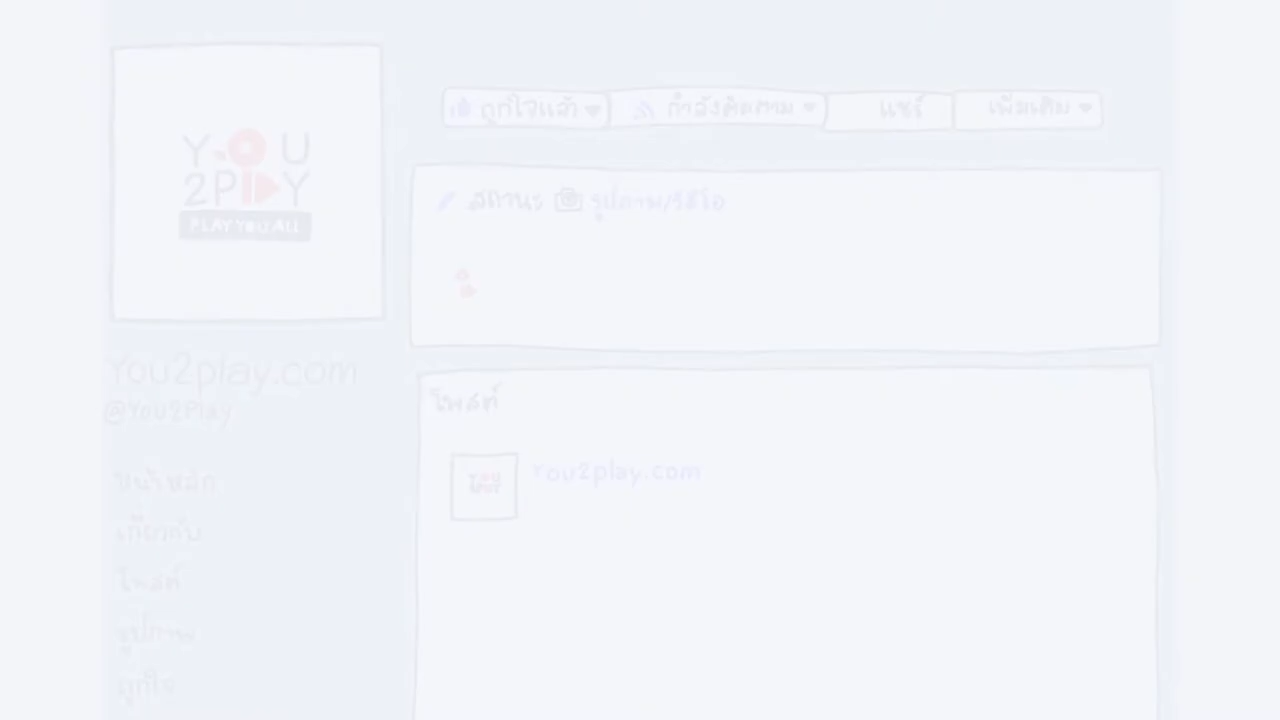 YOU
2PLAY
PLAY YOU ALL
You2play.com
@You2Play
หน้าหลัก
เกี่ยวกับ
โพสต์
รูปภาพ
ถูกใจ
ถูกใจแล้ว
กำลังติดตาม
แชร์
เพิ่มเติม
สถานะ รูปภาพ/วีดีโอ
โพสต์
You2play.com